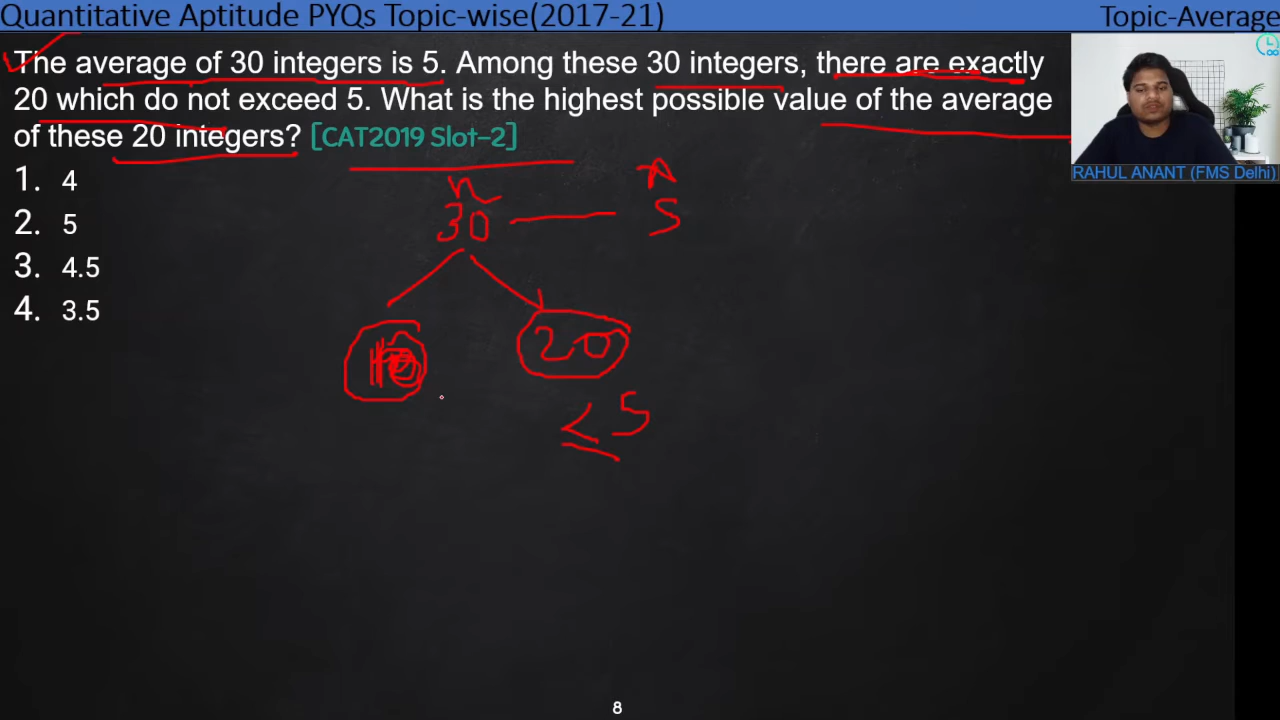 Quantitative Aptitude PYQs Topic-wise(2017-21)
Topic-Average
The average of 30 integers is 5. Among these 30 integers, there are exactly
20 which do not exceed 5. What is the highest possible value of the average
of these 20 integers? [CAT2019 Slot-2]
RAHUL ANANT (FMS Delhi)
1. 4
2. 5
3. 4.5
4. 3.5
n A
30 — 5
20
≤ 5
8